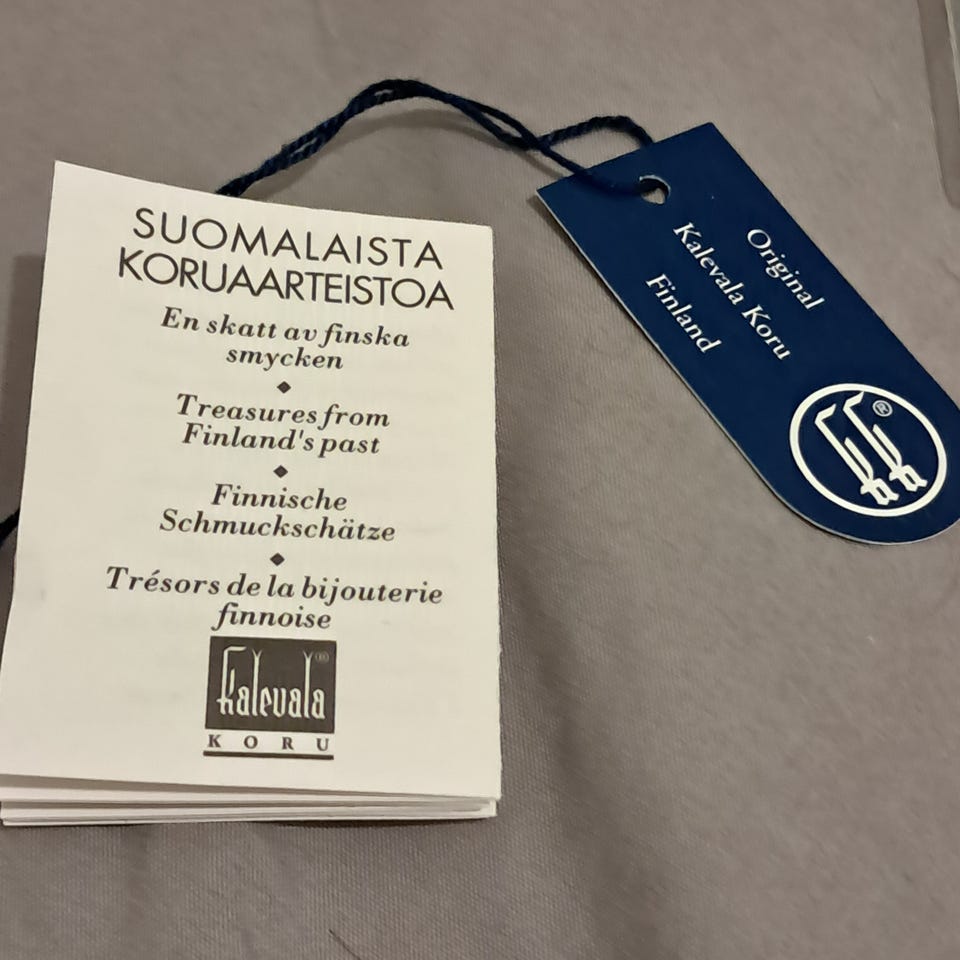 SUOMALAISTA
KORUAARTEISTOA
En skatt av finska
smycken
Treasures from
Finland's past
Finnische
Schmuckschätze
Trésors de la bijouterie
finnoise
Kalevala®
KORU
Original
Kalevala Koru
Finland
KK®